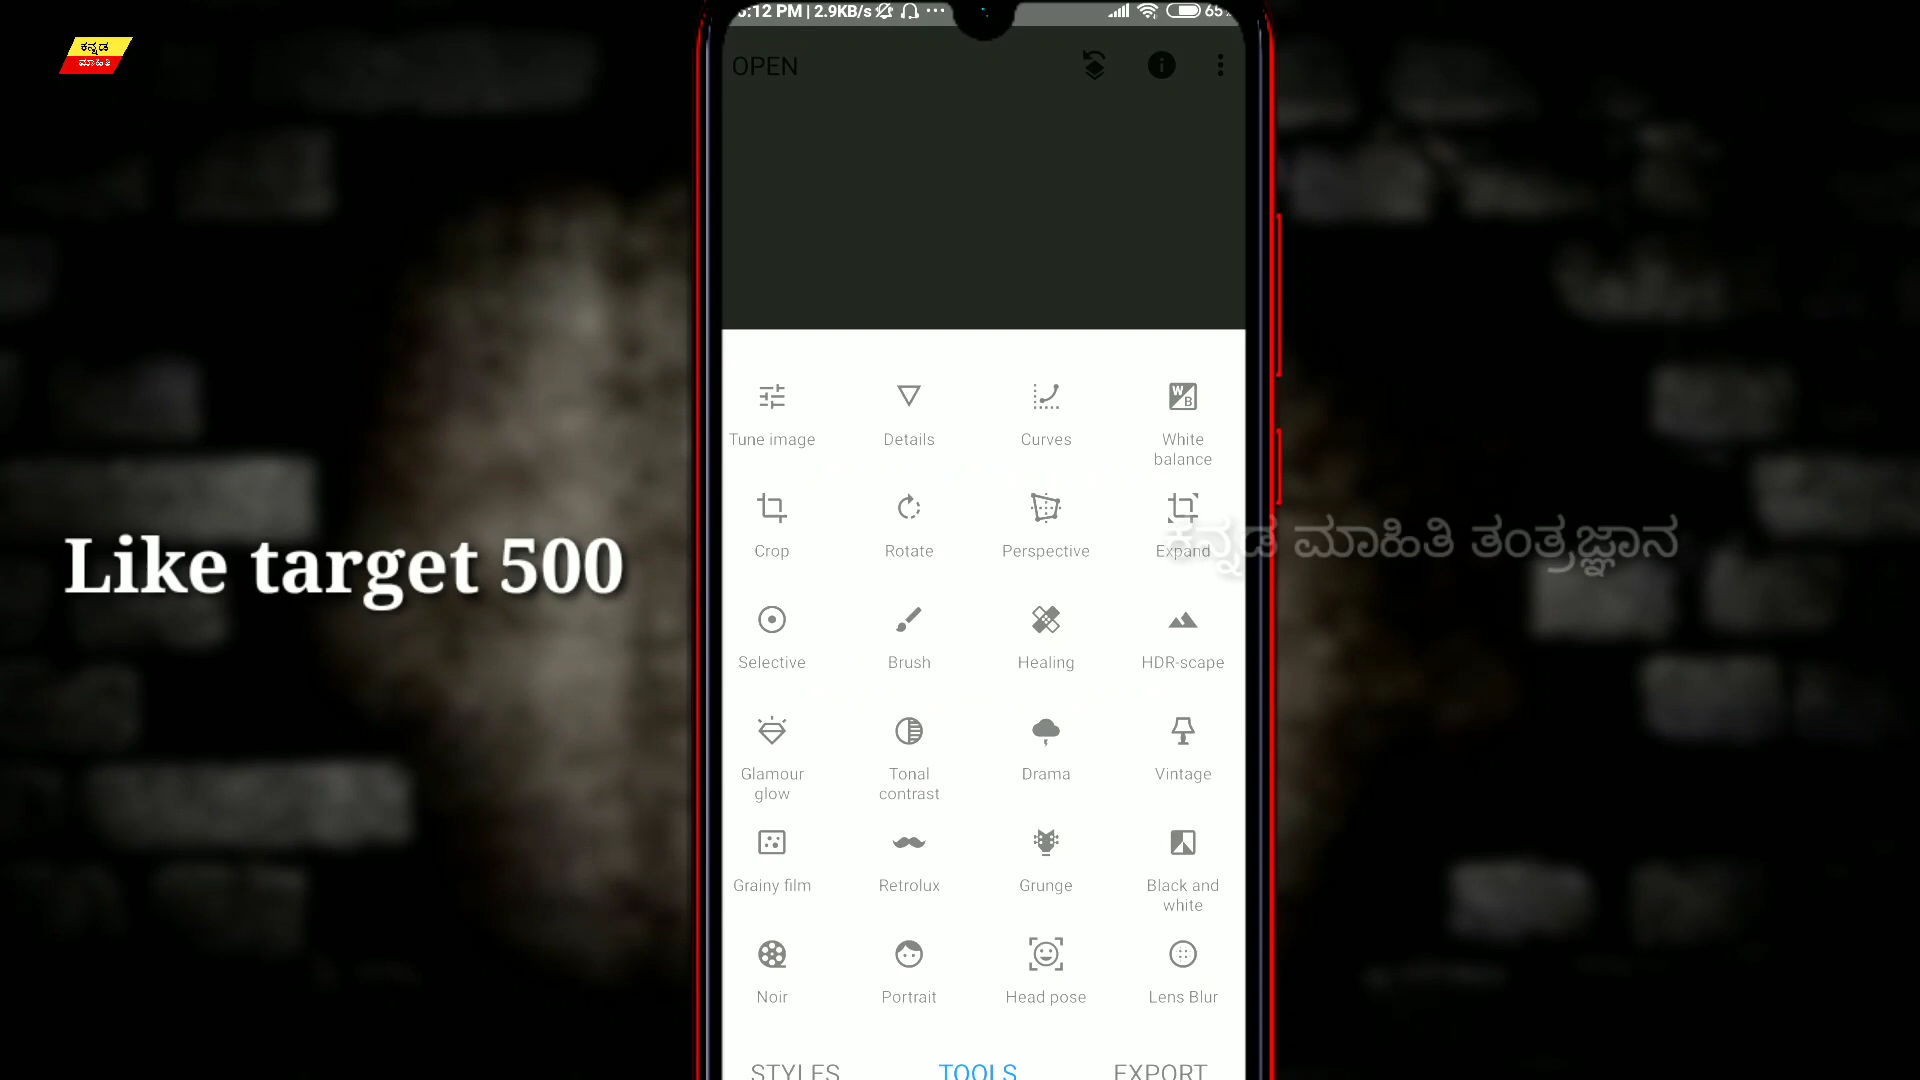 ಕನ್ನಡ
ಮಾಹಿತಿ
:12 PM | 2.9KB/s ... 65
OPEN
Tune image
Details
Curves
White
balance
Crop
Rotate
Perspective
Expand
ಕನ್ನಡ ಮಾಹಿತಿ ತಂತ್ರಜ್ಞಾನ
Like target 500
Selective
Brush
Healing
HDR-scape
Glamour
glow
Tonal
contrast
Drama
Vintage
Grainy film
Retrolux
Grunge
Black and
white
Noir
Portrait
Head pose
Lens Blur
STYLES
TOOLS
EXPORT